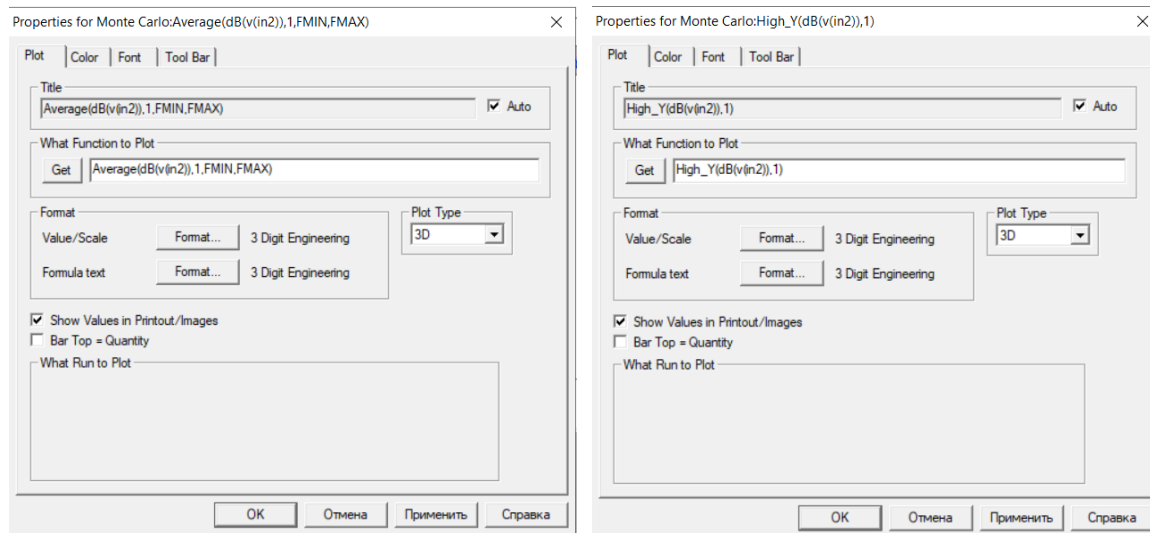 Properties for Monte Carlo:Average(dB(v(in2)),1,FMIN,FMAX)
Plot Color Font Tool Bar
Title
Average(dB(v(in2)),1,FMIN,FMAX) Auto
What Function to Plot
Get Average(dB(v(in2)),1,FMIN,FMAX)
Format Plot Type
Value/Scale Format... 3 Digit Engineering 3D
Formula text Format... 3 Digit Engineering
Show Values in Printout/Images
Bar Top = Quantity
What Run to Plot
OK Отмена Применить Справка
Properties for Monte Carlo:High_Y(dB(v(in2)),1)
Plot Color Font Tool Bar
Title
High_Y(dB(v(in2)),1) Auto
What Function to Plot
Get High_Y(dB(v(in2)),1)
Format Plot Type
Value/Scale Format... 3 Digit Engineering 3D
Formula text Format... 3 Digit Engineering
Show Values in Printout/Images
Bar Top = Quantity
What Run to Plot
OK Отмена Применить Справка